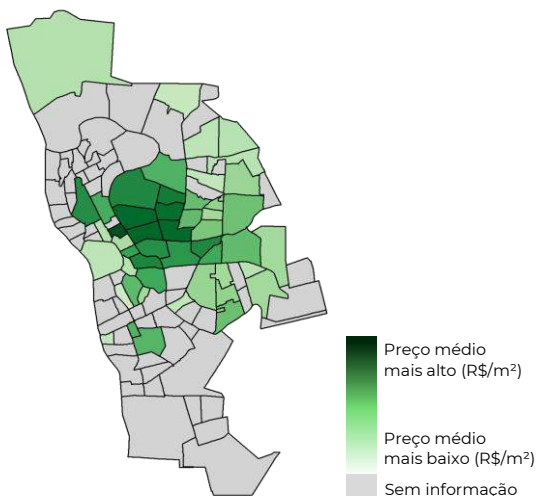 Preço médio
mais alto (R$/m²)
Preço médio
mais baixo (R$/m²)
Sem informação